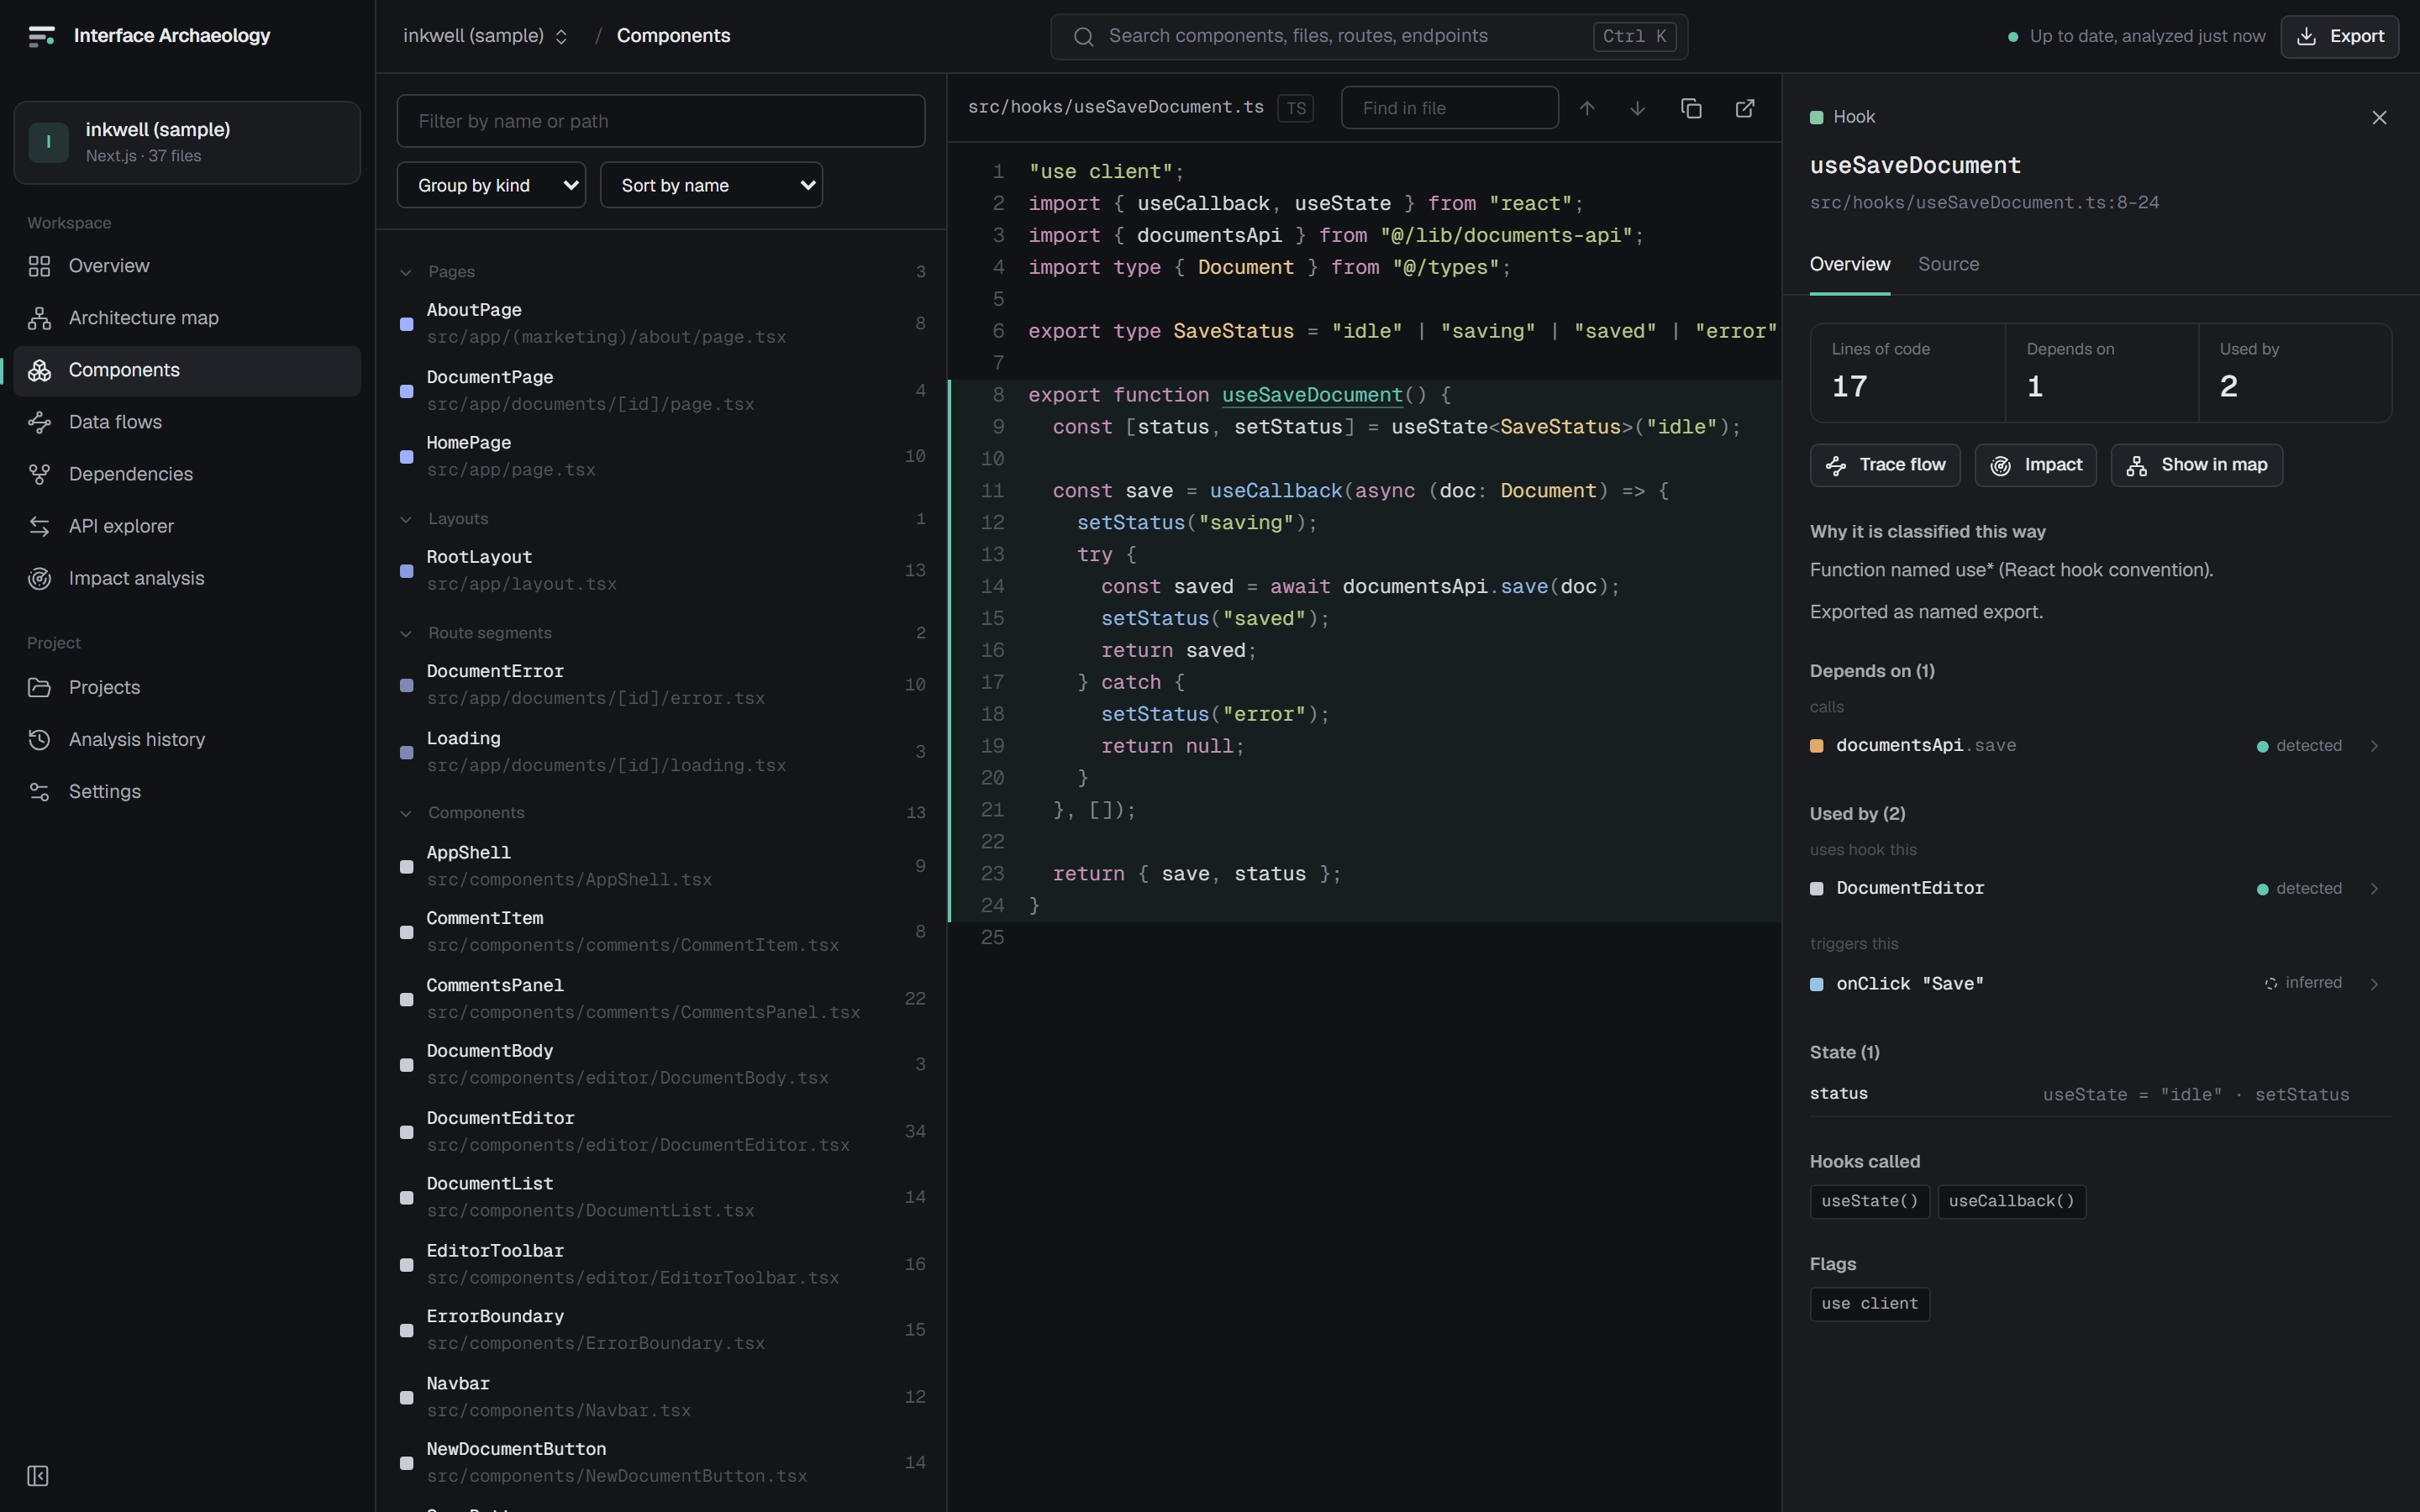 Interface Archaeology
inkwell (sample) / Components
Search components, files, routes, endpoints Ctrl K
Up to date, analyzed just now
Export
I
inkwell (sample)
Next.js · 37 files
Workspace
Overview
Architecture map
Components
Data flows
Dependencies
API explorer
Impact analysis
Project
Projects
Analysis history
Settings
Filter by name or path
Group by kind
Sort by name
Pages 3
AboutPage
src/app/(marketing)/about/page.tsx 8
DocumentPage
src/app/documents/[id]/page.tsx 4
HomePage
src/app/page.tsx 10
Layouts 1
RootLayout
src/app/layout.tsx 13
Route segments 2
DocumentError
src/app/documents/[id]/error.tsx 10
Loading
src/app/documents/[id]/loading.tsx 3
Components 13
AppShell
src/components/AppShell.tsx 9
CommentItem
src/components/comments/CommentItem.tsx 8
CommentsPanel
src/components/comments/CommentsPanel.tsx 22
DocumentBody
src/components/editor/DocumentBody.tsx 3
DocumentEditor
src/components/editor/DocumentEditor.tsx 34
DocumentList
src/components/DocumentList.tsx 14
EditorToolbar
src/components/editor/EditorToolbar.tsx 16
ErrorBoundary
src/components/ErrorBoundary.tsx 15
Navbar
src/components/Navbar.tsx 12
NewDocumentButton
src/components/NewDocumentButton.tsx 14
src/hooks/useSaveDocument.ts TS
Find in file
1 "use client";
2 import { useCallback, useState } from "react";
3 import { documentsApi } from "@/lib/documents-api";
4 import type { Document } from "@/types";
5
6 export type SaveStatus = "idle" | "saving" | "saved" | "error"
7
8 export function useSaveDocument() {
9 const [status, setStatus] = useState<SaveStatus>("idle");
10
11 const save = useCallback(async (doc: Document) => {
12 setStatus("saving");
13 try {
14 const saved = await documentsApi.save(doc);
15 setStatus("saved");
16 return saved;
17 } catch {
18 setStatus("error");
19 return null;
20 }
21 }, []);
22
23 return { save, status };
24 }
25
Hook
useSaveDocument
src/hooks/useSaveDocument.ts:8–24
Overview Source
Lines of code
17
Depends on
1
Used by
2
Trace flow
Impact
Show in map
Why it is classified this way
Function named use* (React hook convention).
Exported as named export.
Depends on (1)
calls
documentsApi.save detected
Used by (2)
uses hook this
DocumentEditor detected
triggers this
onClick "Save" inferred
State (1)
status useState = "idle" · setStatus
Hooks called
useState() useCallback()
Flags
use client